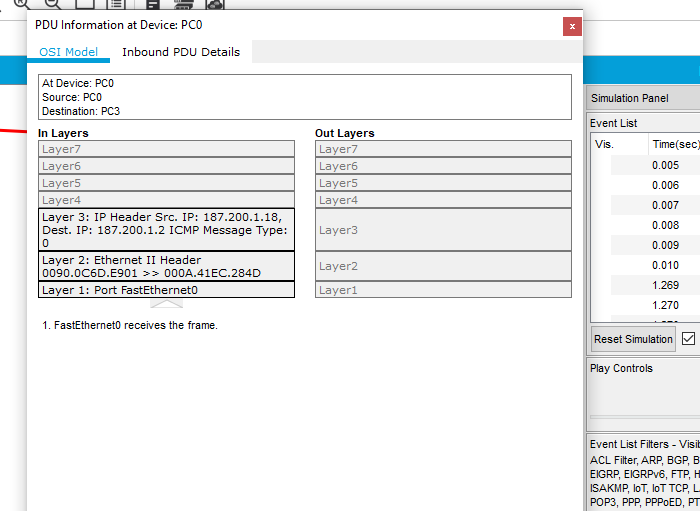 PDU Information at Device: PC0
x
OSI Model
Inbound PDU Details
At Device: PC0
Source: PC0
Destination: PC3
In Layers
Layer7
Layer6
Layer5
Layer4
Layer 3: IP Header Src. IP: 187.200.1.18,
Dest. IP: 187.200.1.2 ICMP Message Type:
0
Layer 2: Ethernet II Header
0090.0C6D.E901 >> 000A.41EC.284D
Layer 1: Port FastEthernet0
Out Layers
Layer7
Layer6
Layer5
Layer4
Layer3
Layer2
Layer1
1. FastEthernet0 receives the frame.
Simulation Panel
Event List
Vis.
Time(sec)
0.005
0.006
0.007
0.008
0.009
0.010
1.269
1.270
Reset Simulation
Play Controls
Event List Filters - Visib
ACL Filter, ARP, BGP, B
EIGRP, EIGRPv6, FTP, H
ISAKMP, IoT, IoT TCP, L
POP3, PPP, PPPoED, PT